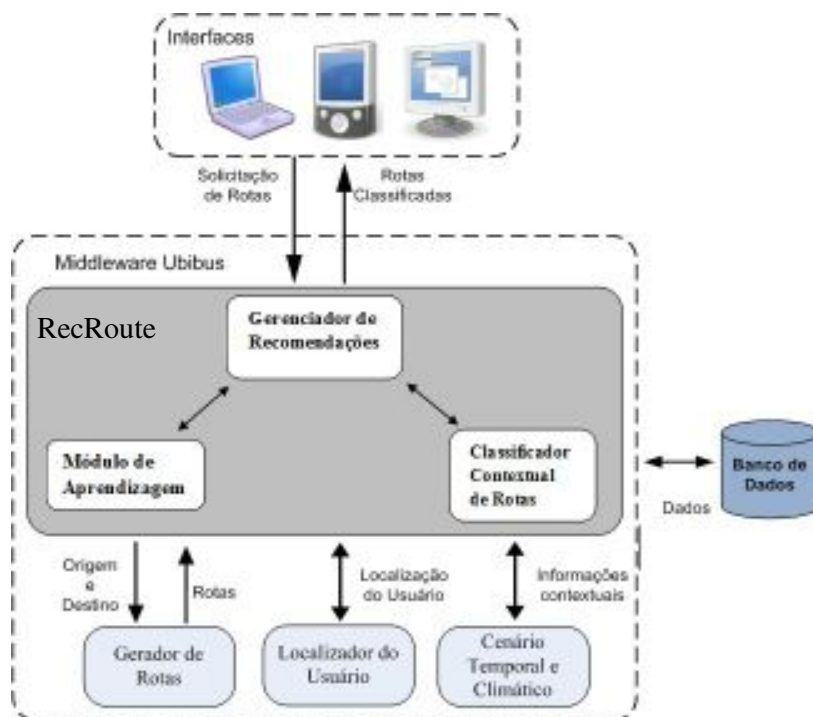 Interfaces
Solicitação
de Rotas
Rotas
Classificadas
Middleware Ubibus
RecRoute
Gerenciador de
Recomendações
Módulo de
Aprendizagem
Classificador
Contextual
de Rotas
Banco de
Dados
Dados
Origem
e
Destino
Rotas
Localização
do Usuário
Informações
contextuais
Gerador de
Rotas
Localizador do
Usuário
Cenário
Temporal e
Climático